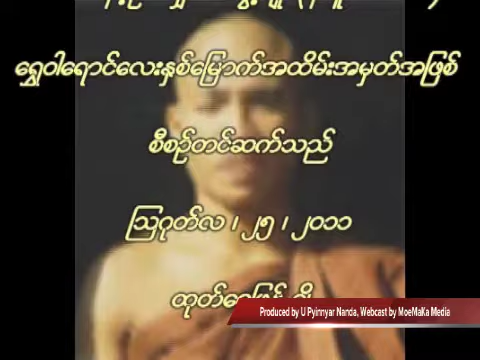 ရွှေဝါရောင်လေးနှစ်မြောက်အထိမ်းအမှတ်အဖြစ်
စီစဉ်တင်ဆက်သည်
ဩဂုတ်လ ၊ ၂၅ ၊ ၂၀၁၁
Produced by U Pyinnyar Nanda, Webcast by MoeMaKa Media